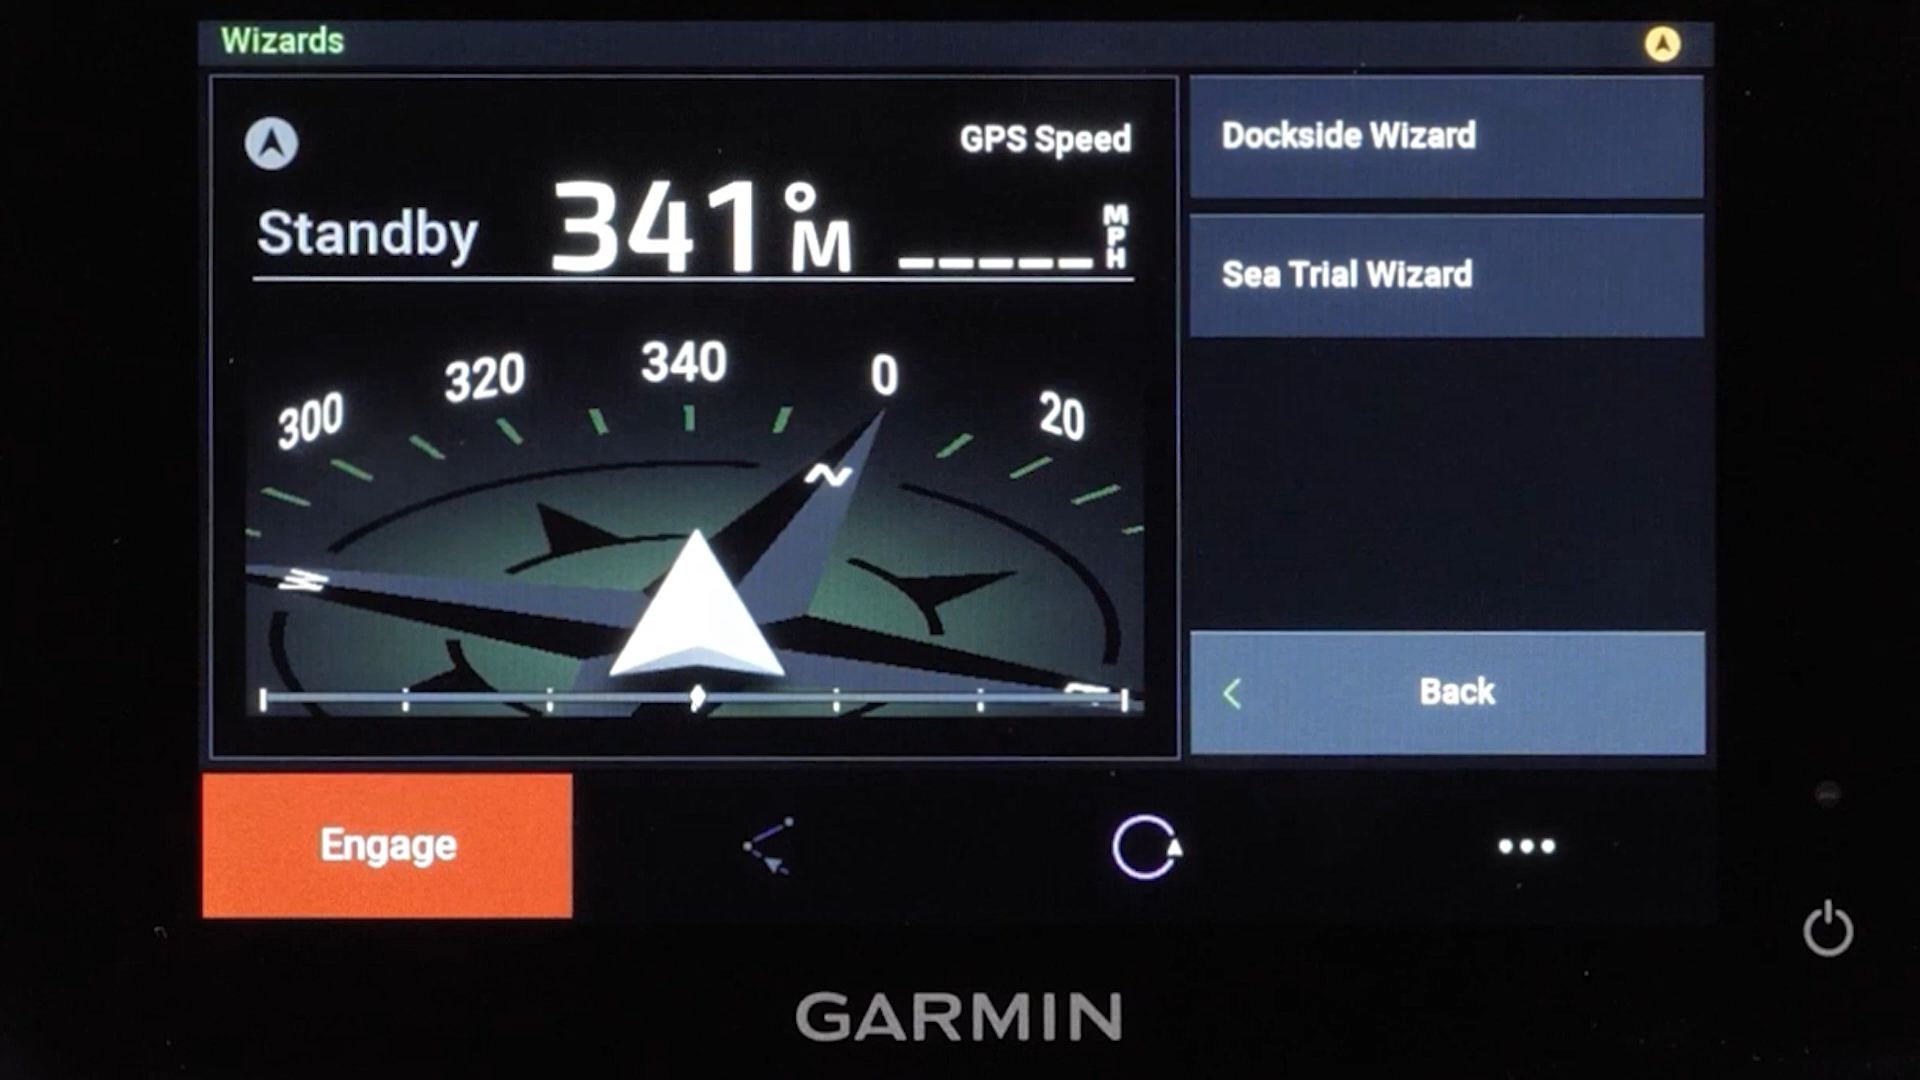 Wizards
GPS Speed
Standby
341°M
_____
MPH
300
320
340
0
20
N
Dockside Wizard
Sea Trial Wizard
Back
Engage
GARMIN